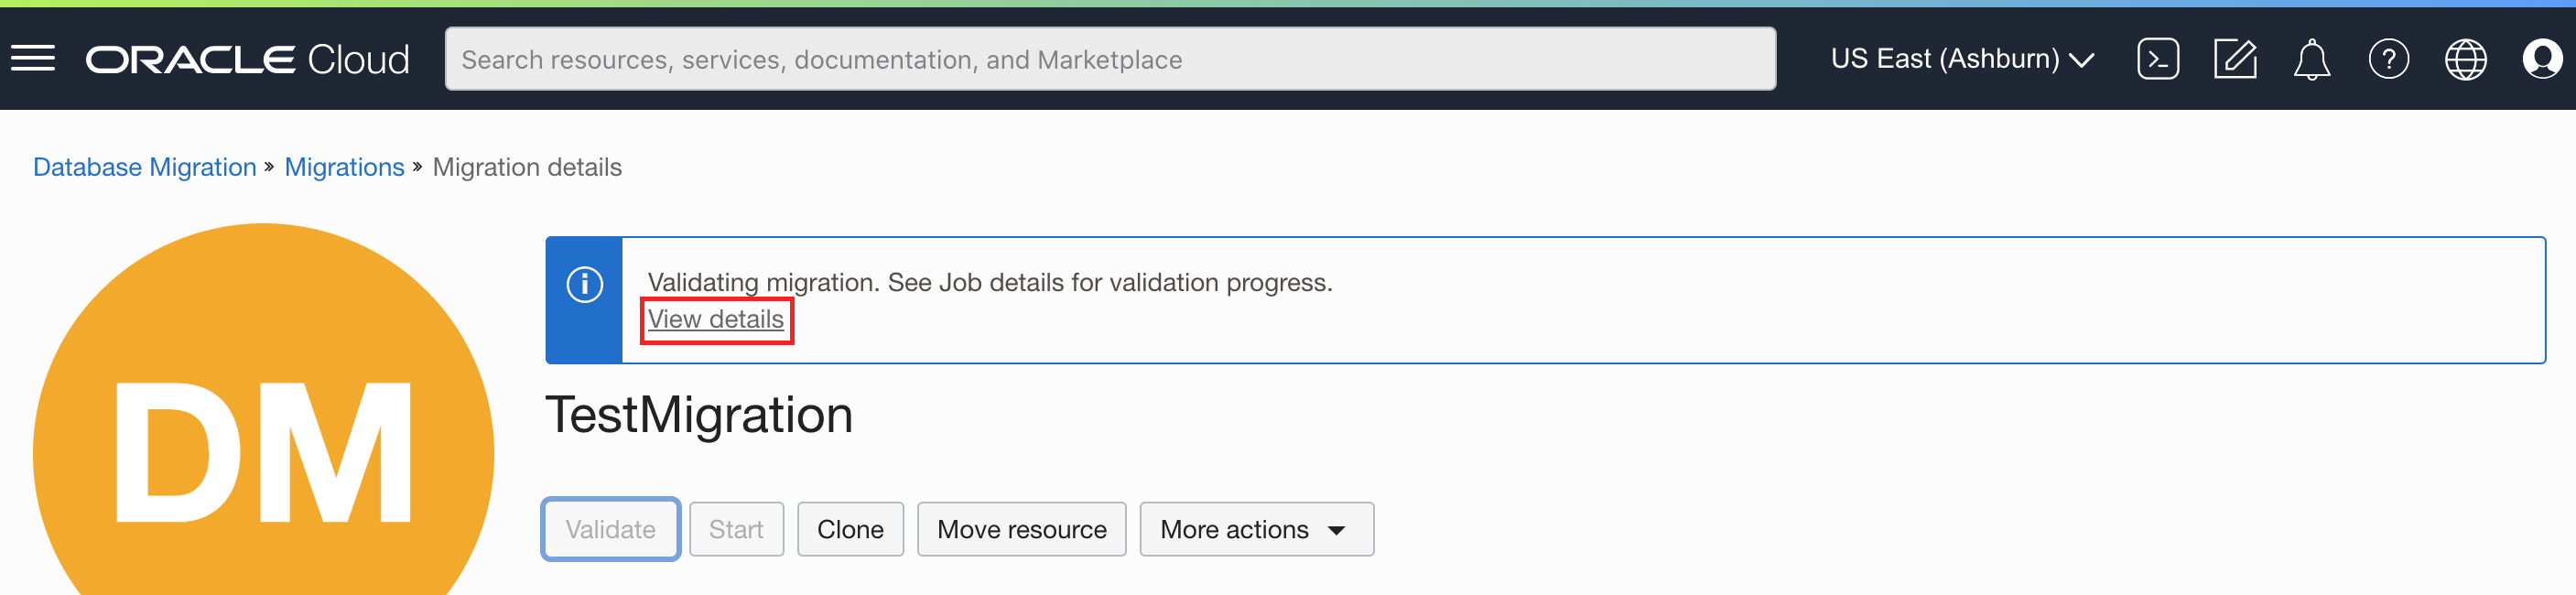 ORACLE Cloud
Search resources, services, documentation, and Marketplace
US East (Ashburn)
Database Migration » Migrations » Migration details
Validating migration. See Job details for validation progress.
View details
DM
TestMigration
Validate Start Clone Move resource More actions